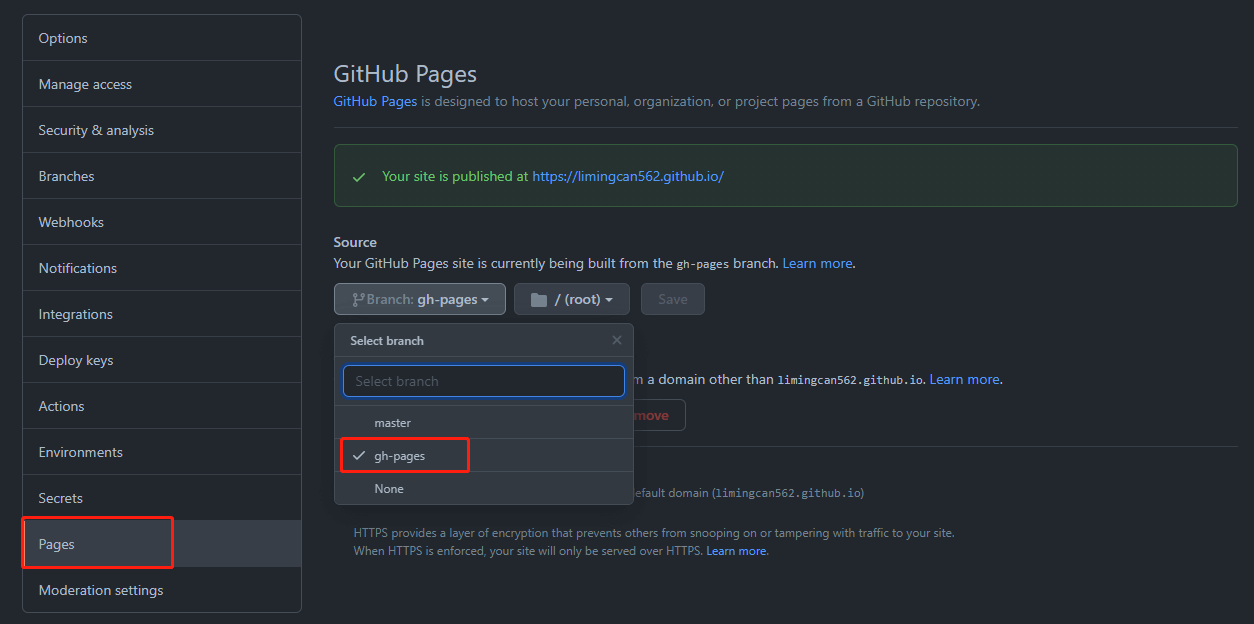 Options
Manage access
Security & analysis
Branches
Webhooks
Notifications
Integrations
Deploy keys
Actions
Environments
Secrets
Pages
Moderation settings
GitHub Pages
GitHub Pages is designed to host your personal, organization, or project pages from a GitHub repository.
Your site is published at https://limingcan562.github.io/
Source
Your GitHub Pages site is currently being built from the gh-pages branch. Learn more.
Branch: gh-pages
/ (root)
Save
Select branch
Select branch
master
gh-pages
None
a domain other than limingcan562.github.io. Learn more.
domain (limingcan562.github.io)
HTTPS provides a layer of encryption that prevents others from snooping on or tampering with traffic to your site.
When HTTPS is enforced, your site will only be served over HTTPS. Learn more.